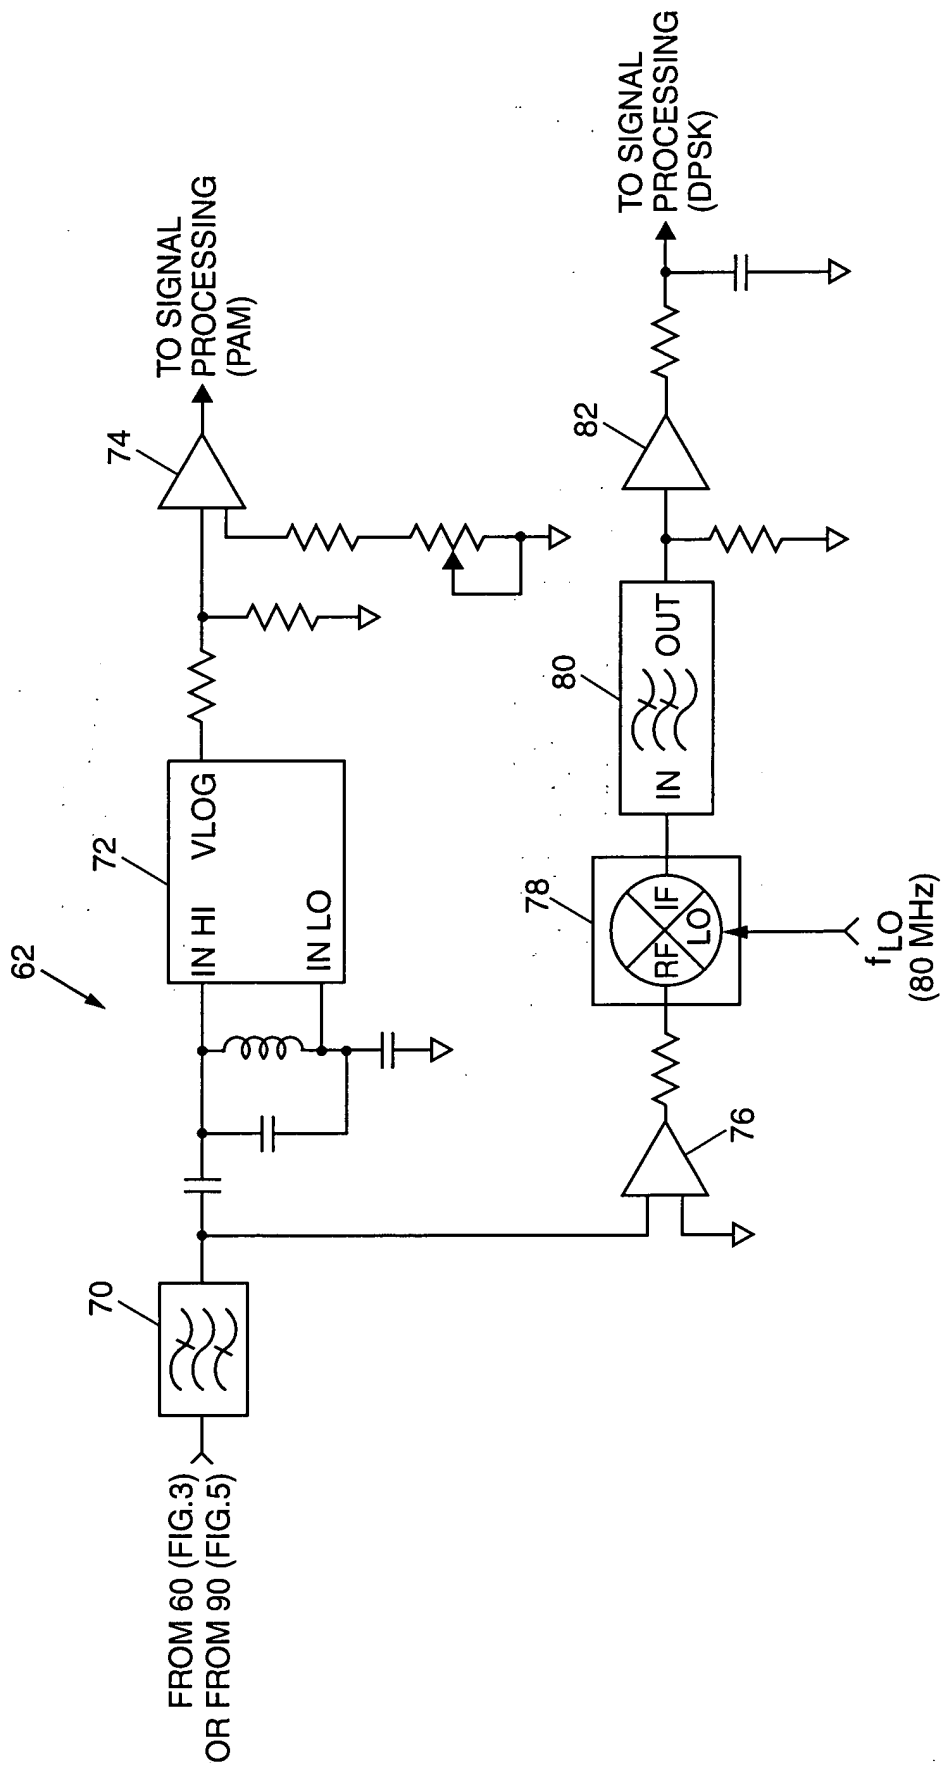 62
FROM 60 (FIG.3)
OR FROM 90 (FIG.5)
70
72
IN HI
VLOG
IN LO
74
TO SIGNAL
PROCESSING
(PAM)
76
78
RF
IF
LO
fLO
(80 MHz)
80
IN
OUT
82
TO SIGNAL
PROCESSING
(DPSK)